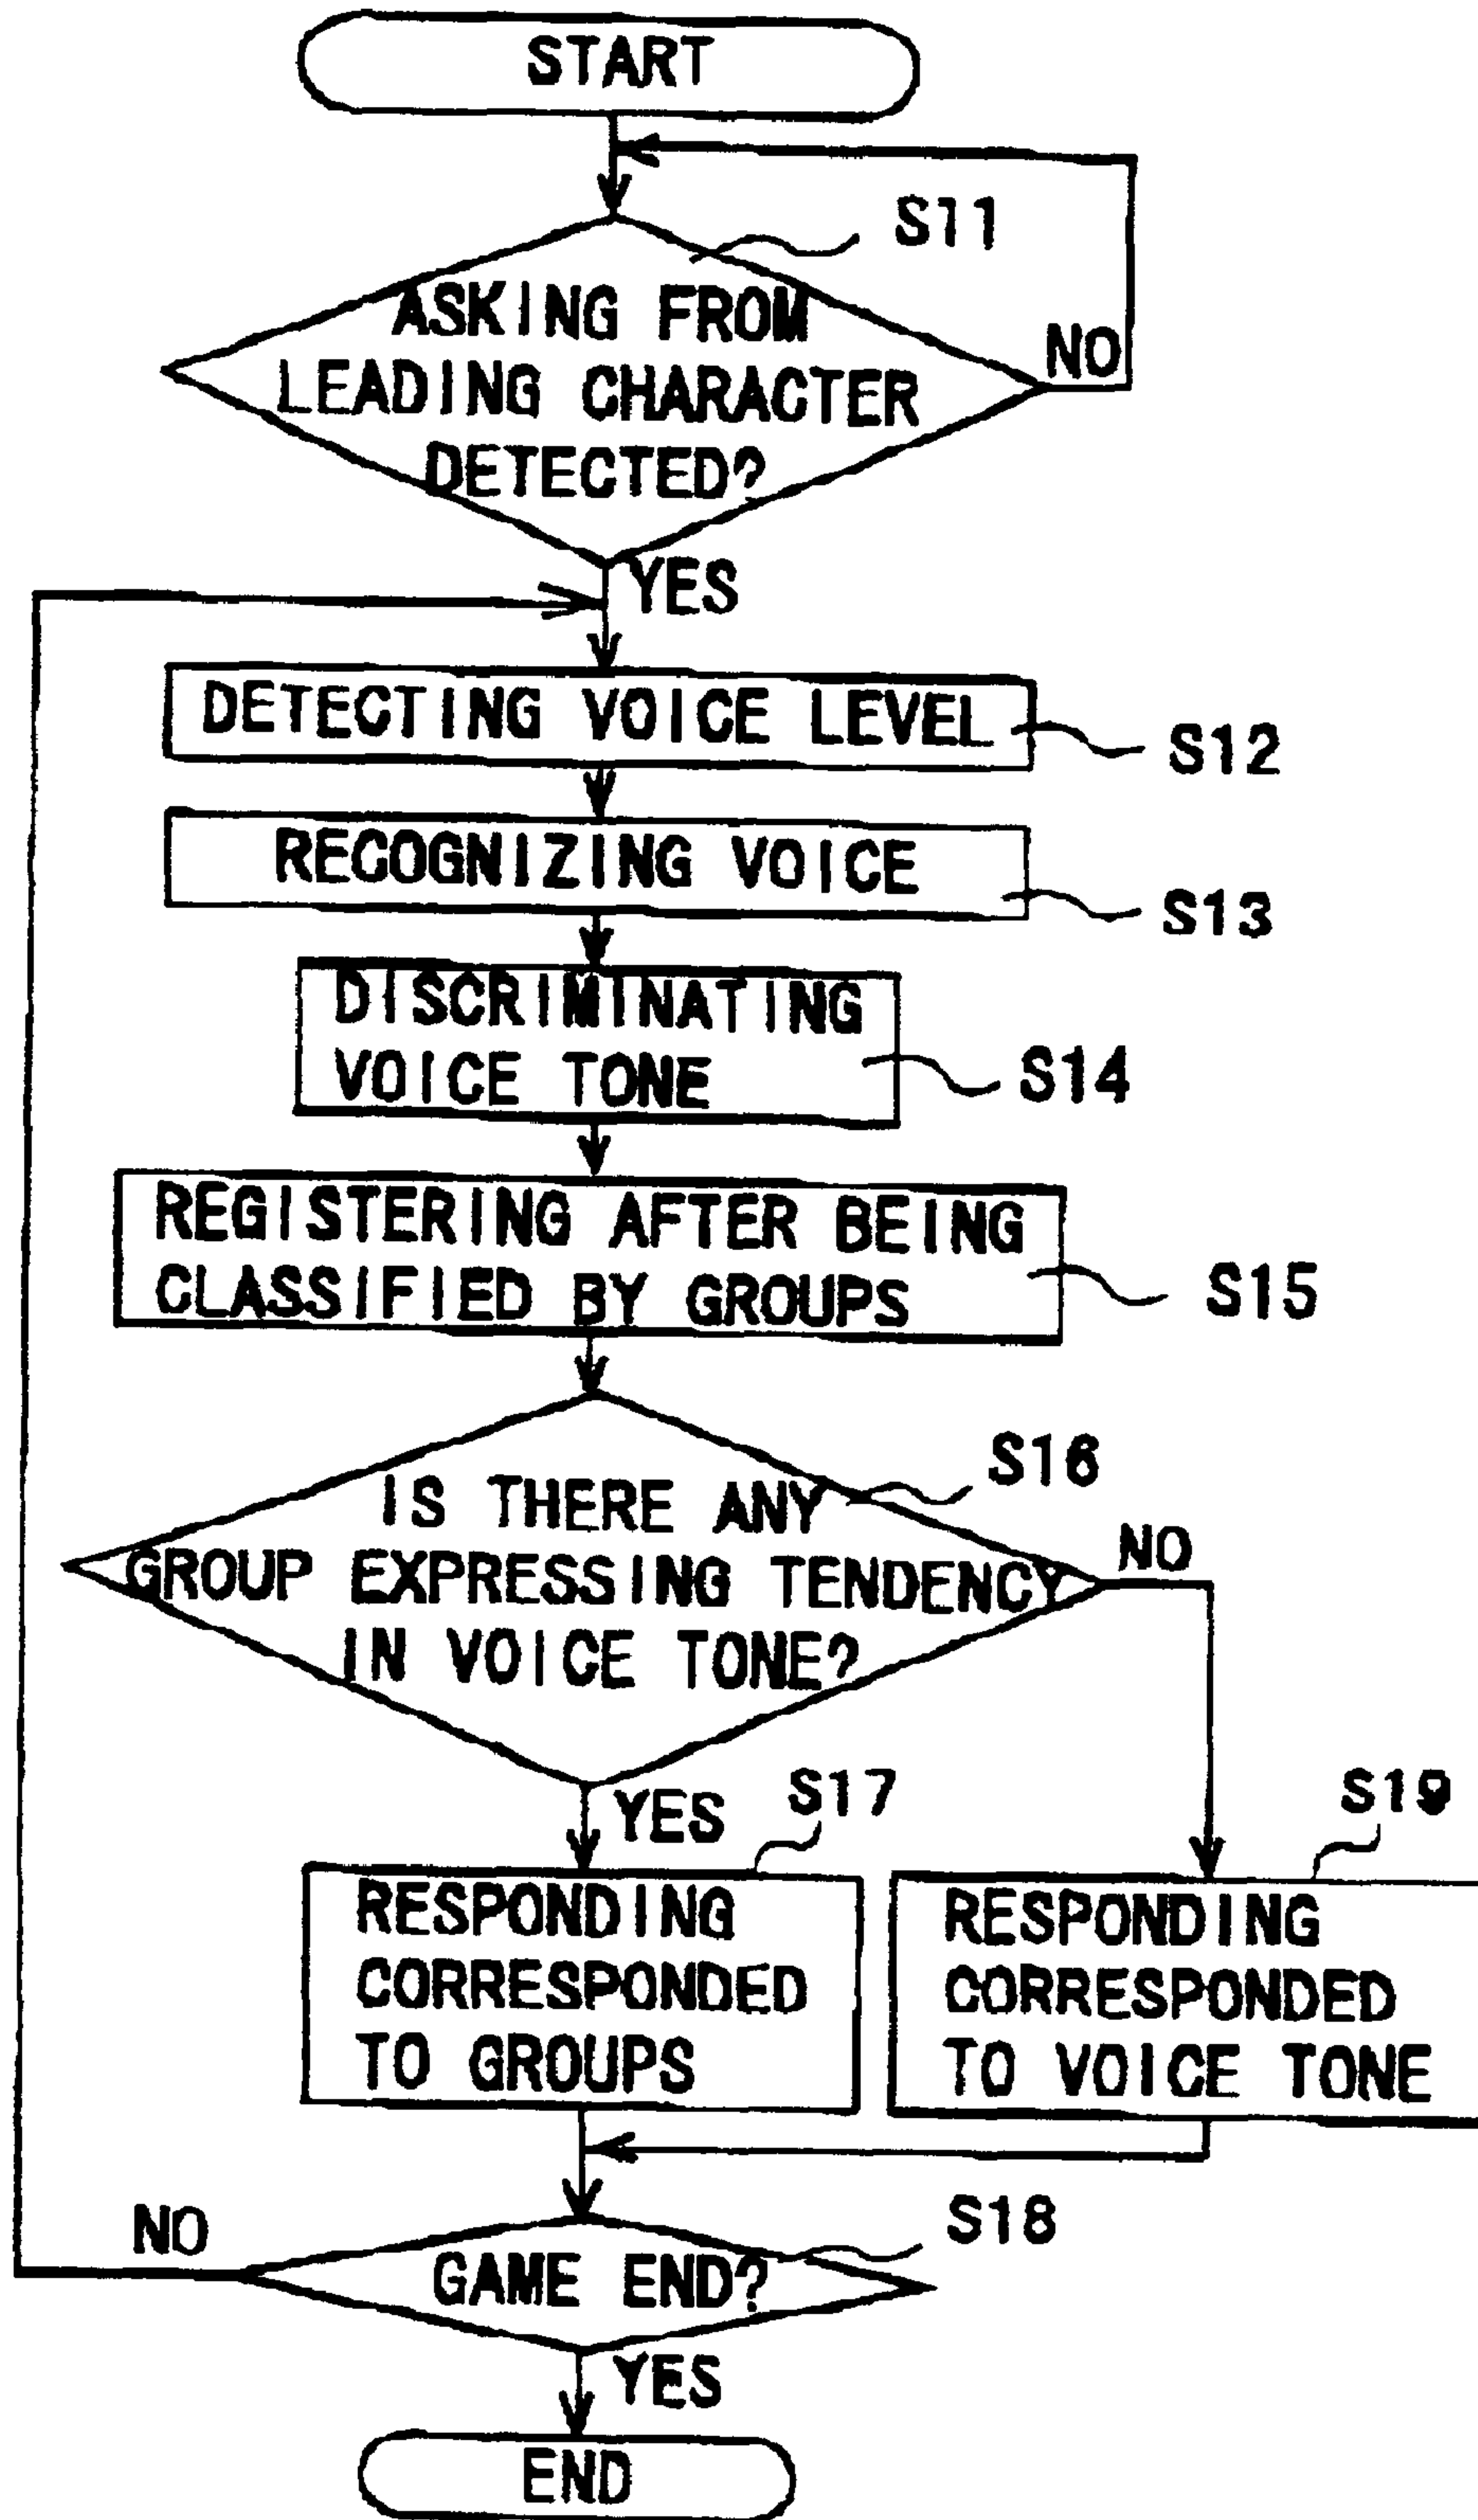 START
S11
ASKING FROM
LEADING CHARACTER
DETECTED?
NO
YES
DETECTING VOICE LEVEL
S12
RECOGNIZING VOICE
S13
DISCRIMINATING
VOICE TONE
S14
REGISTERING AFTER BEING
CLASSIFIED BY GROUPS
S15
S16
IS THERE ANY
GROUP EXPRESSING TENDENCY
IN VOICE TONE?
NO
YES
S17
S19
RESPONDING
CORRESPONDED
TO GROUPS
RESPONDING
CORRESPONDED
TO VOICE TONE
NO
S18
GAME END?
YES
END